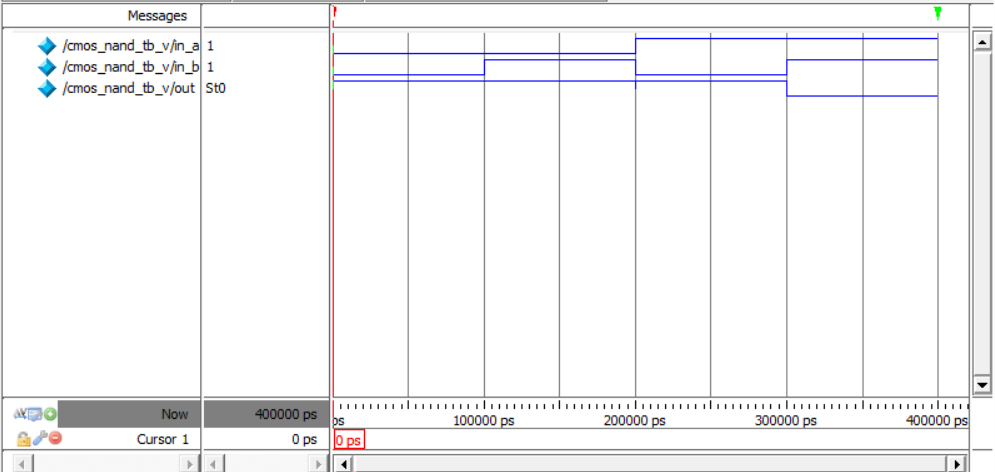 Messages
/cmos_nand_tb_v/in_a 1
/cmos_nand_tb_v/in_b 1
/cmos_nand_tb_v/out St0
Now 400000 ps
ps 100000 ps 200000 ps 300000 ps 400000 ps
Cursor 1 0 ps 0 ps